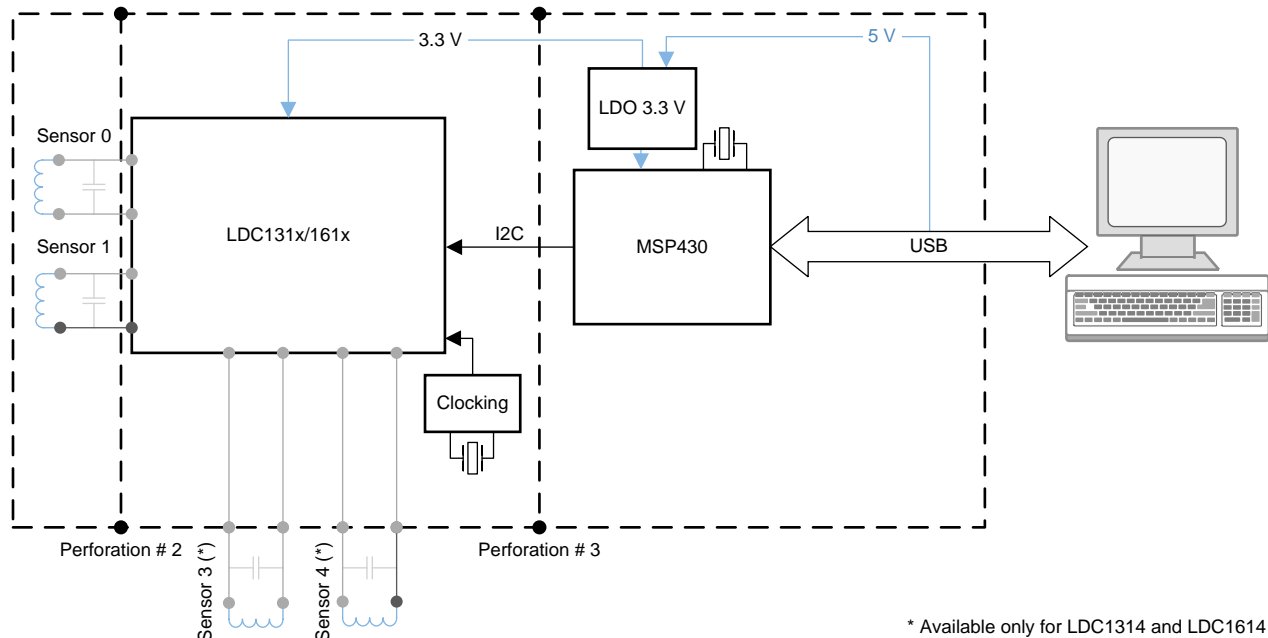 3.3 V
5 V
LDO 3.3 V
Sensor 0
LDC131x/161x
I2C
MSP430
USB
Sensor 1
Clocking
Perforation # 2
Perforation # 3
Sensor 3 (*)
Sensor 4 (*)
* Available only for LDC1314 and LDC1614